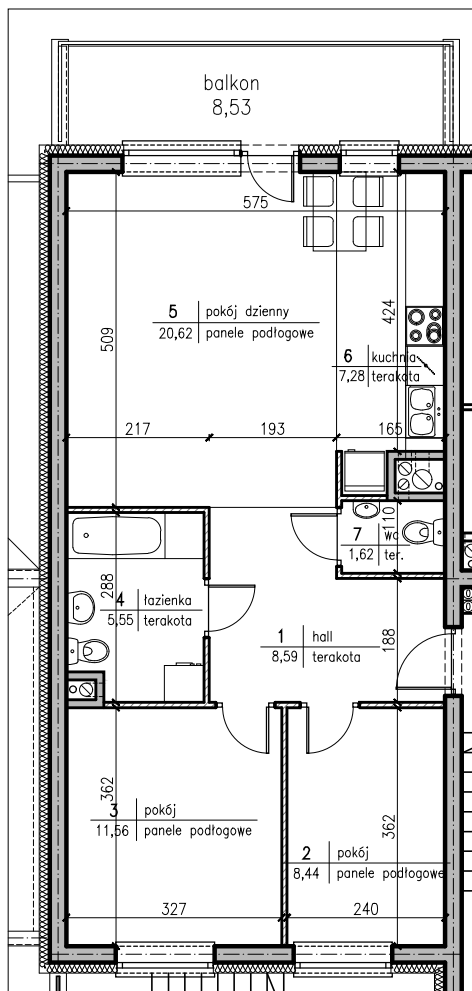 balkon
8,53
575
5 pokój dzienny
20,62 panele podłogowe
509
424
6 kuchnia
7,28 terakota
217 193 165
110
7 wc
1,62 ter.
288
4 łazienka
5,55 terakota
1 hall
8,59 terakota
188
362
3 pokój
11,56 panele podłogowe
362
2 pokój
8,44 panele podłogowe
327 240